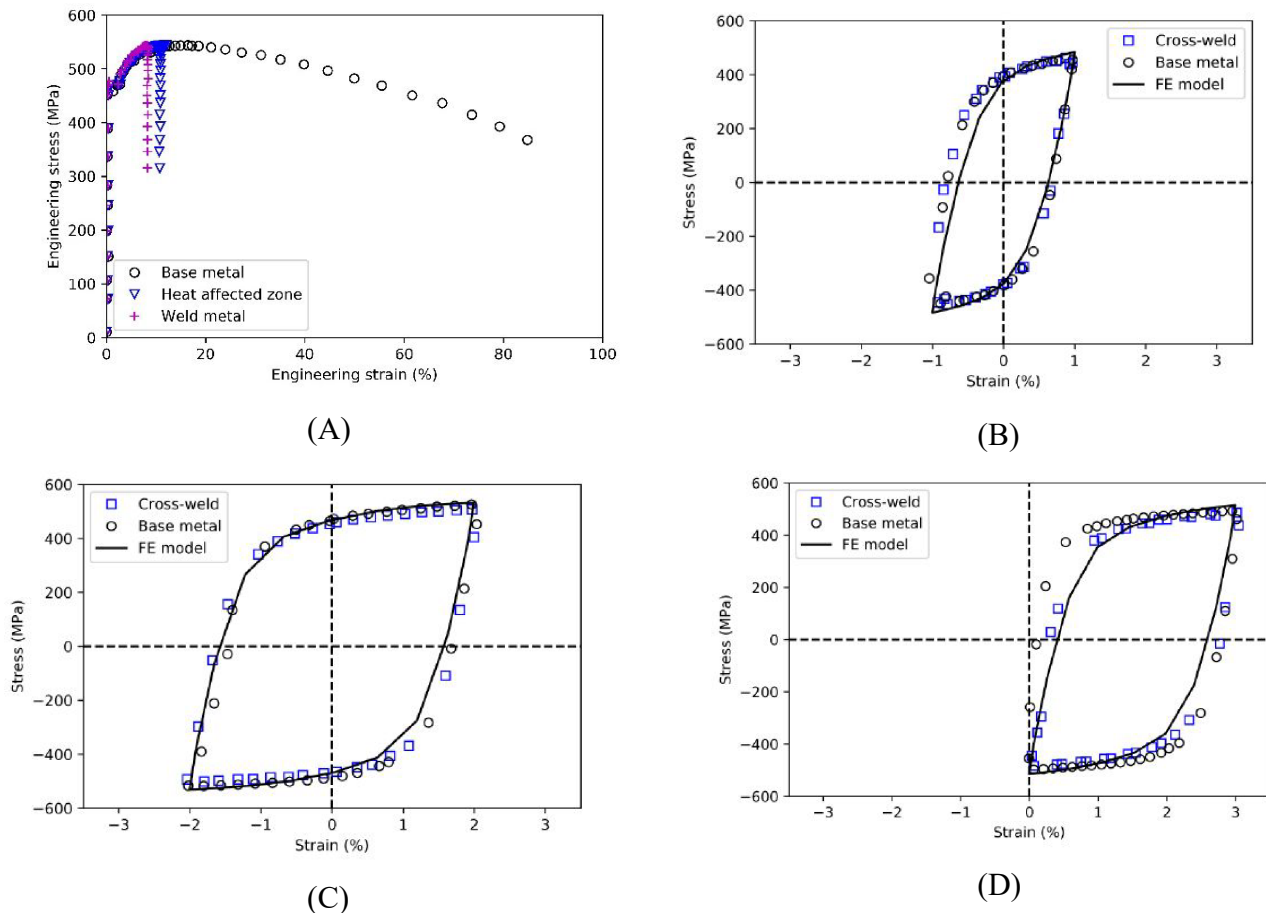 600
500
400
300
200
100
0
Engineering stress (MPa)
Base metal
Heat affected zone
Weld metal
0 20 40 60 80 100
Engineering strain (%)
(A)
600
400
200
0
−200
−400
−600
Stress (MPa)
Cross-weld
Base metal
FE model
−3 −2 −1 0 1 2 3
Strain (%)
(B)
600
400
200
0
−200
−400
−600
Stress (MPa)
Cross-weld
Base metal
FE model
−3 −2 −1 0 1 2 3
Strain (%)
(C)
600
400
200
0
−200
−400
−600
Stress (MPa)
Cross-weld
Base metal
FE model
−3 −2 −1 0 1 2 3
Strain (%)
(D)